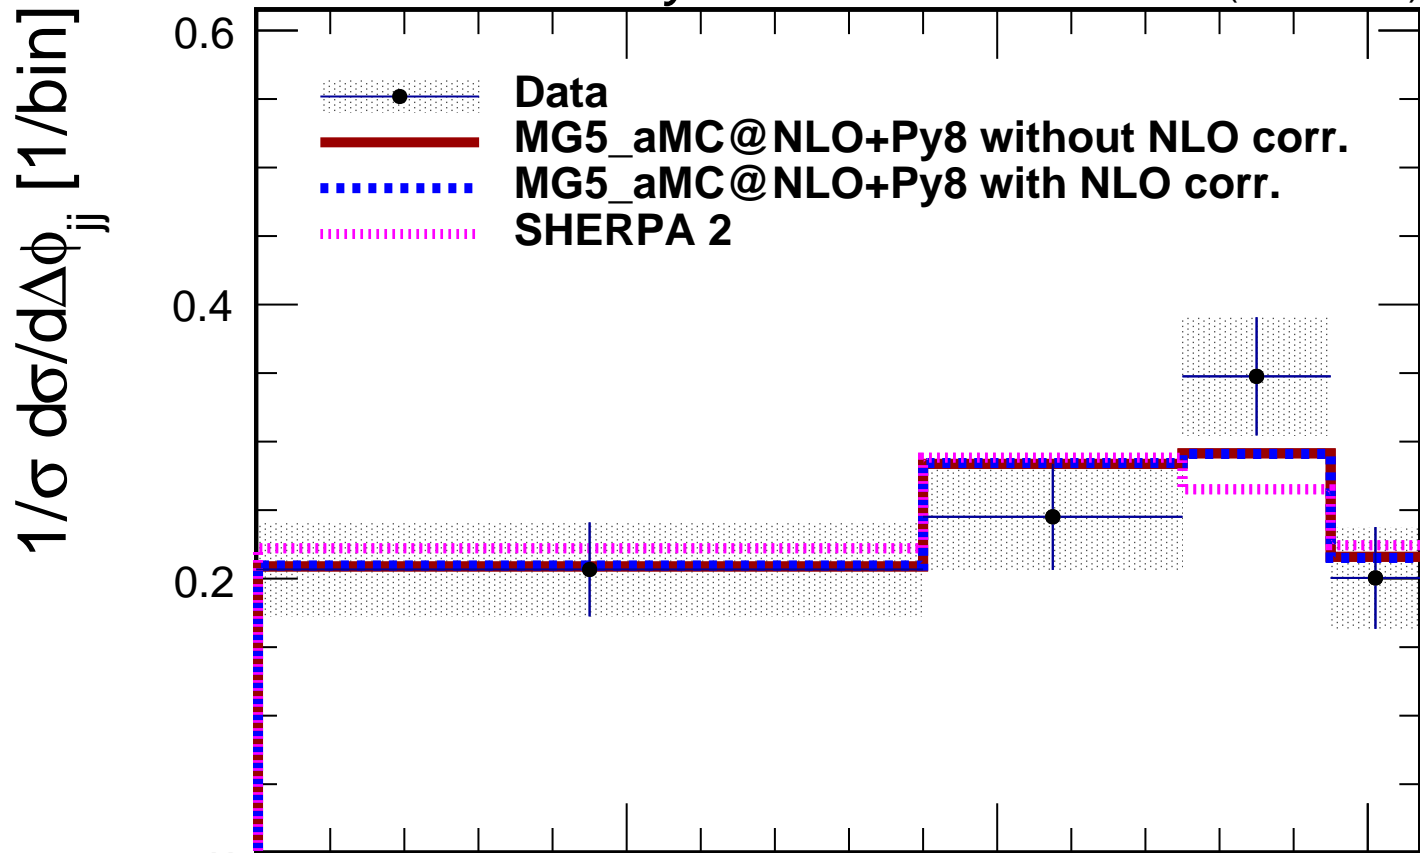 0.6
Data
MG5_aMC@NLO+Py8 without NLO corr.
MG5_aMC@NLO+Py8 with NLO corr.
SHERPA 2
0.4
0.2
1/σ dσ/dΔϕjj [1/bin]